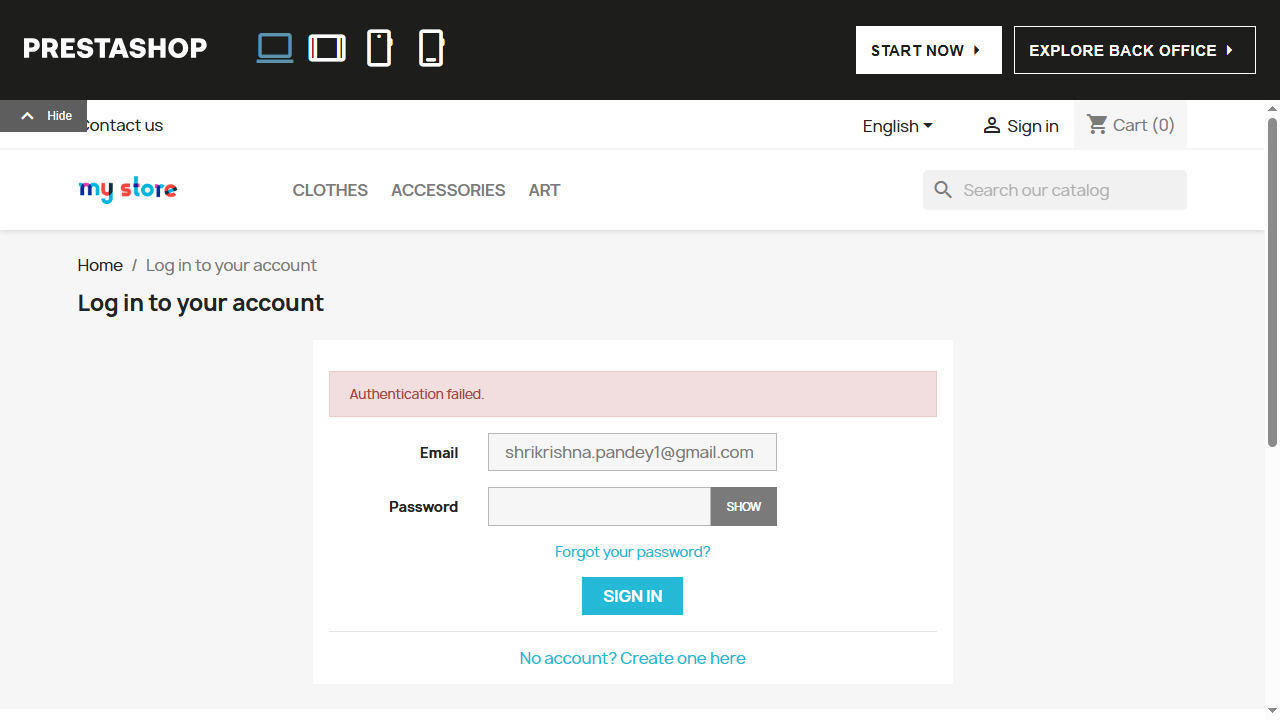 PRESTASHOP
START NOW
EXPLORE BACK OFFICE
Hide
Contact us
English
Sign in
Cart (0)
my store
CLOTHES
ACCESSORIES
ART
Search our catalog
Home / Log in to your account
Log in to your account
Authentication failed.
Email
shrikrishna.pandey1@gmail.com
Password
SHOW
Forgot your password?
SIGN IN
No account? Create one here